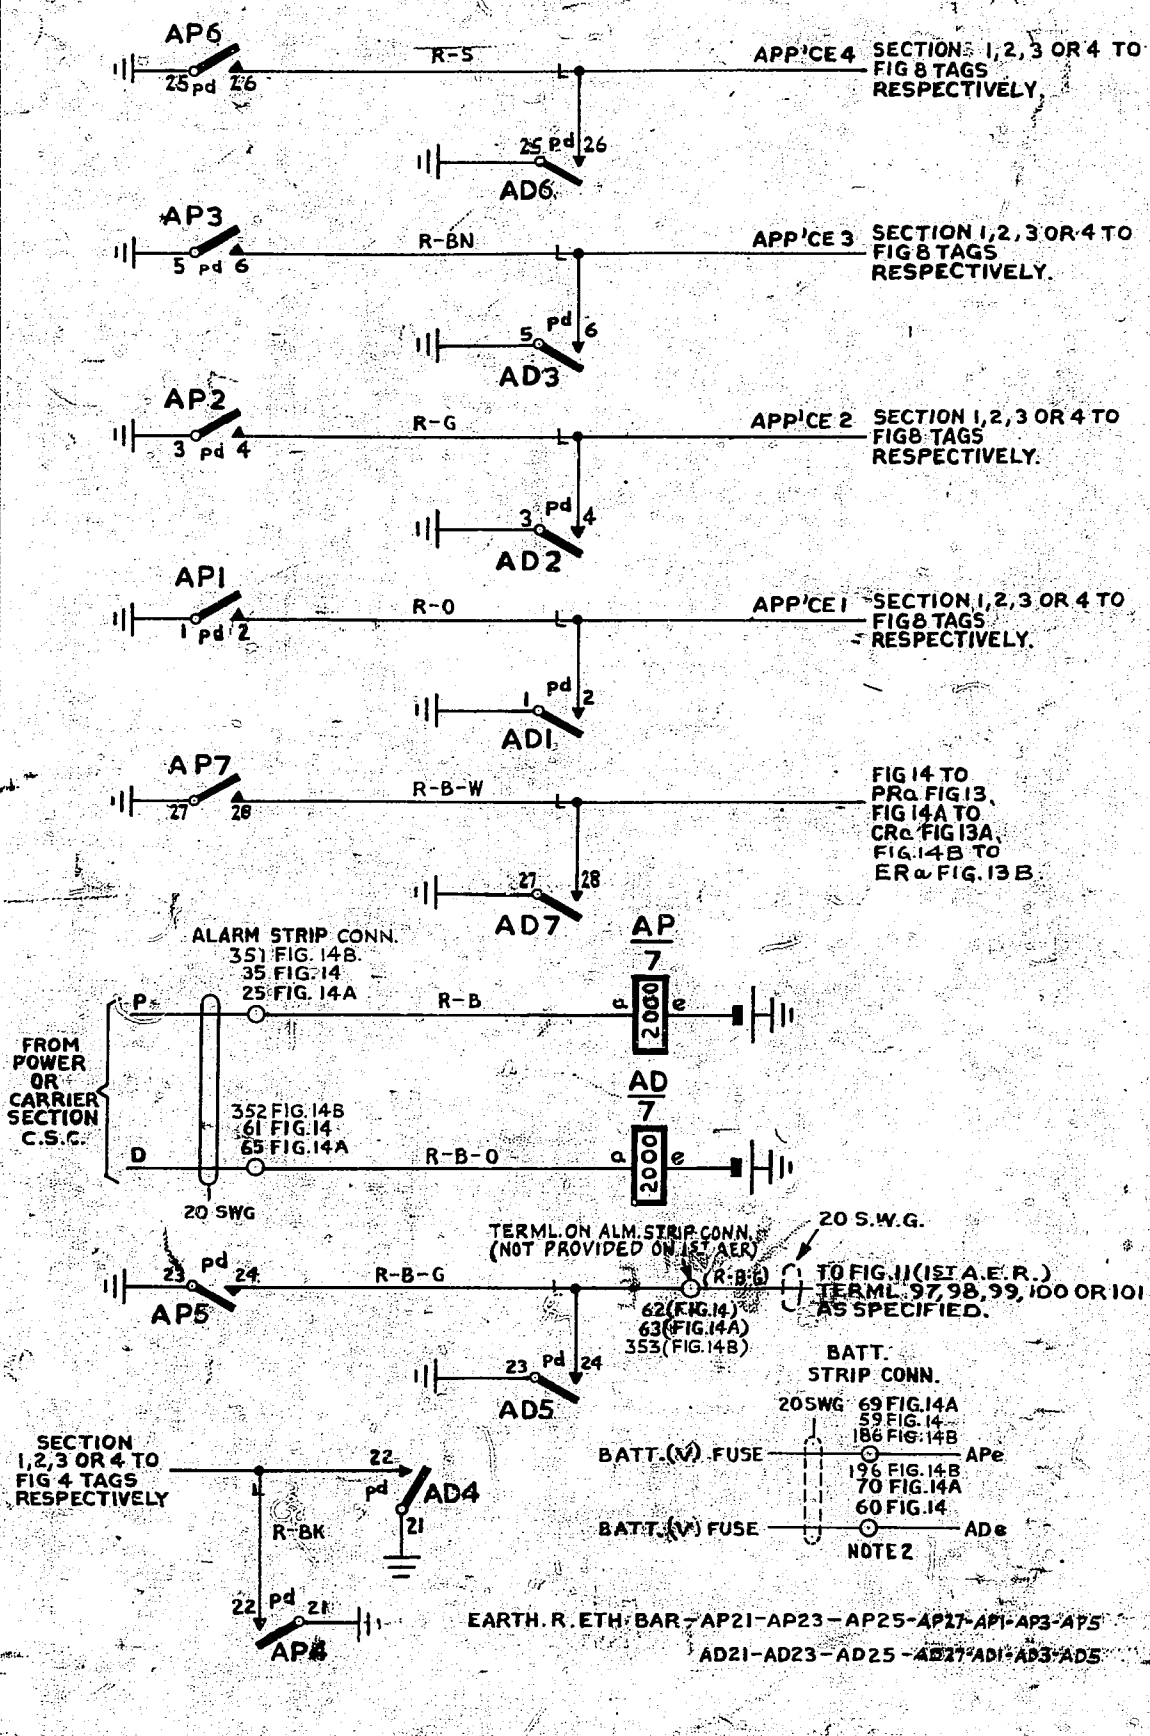 AP6
R-S
25 pd 26
APP'CE 4
SECTION 1,2,3 OR 4 TO
FIG 8 TAGS
RESPECTIVELY.
25 pd 26
AD6.
AP3
R-BN
5 pd 6
APP'CE 3
SECTION 1,2,3 OR 4 TO
FIG 8 TAGS
RESPECTIVELY.
5 pd 6
AD3
AP2
R-G
3 pd 4
APP'CE 2
SECTION 1,2,3 OR 4 TO
FIG 8 TAGS
RESPECTIVELY.
3 pd 4
AD2
AP1
R-O
1 pd 2
APP'CE 1
SECTION 1,2,3 OR 4 TO
FIG 8 TAGS
RESPECTIVELY.
1 pd 2
AD1
AP7
R-B-W
27 28
FIG 14 TO
PRa FIG 13,
FIG 14A TO
CRa FIG 13A,
FIG.14B TO
ERa FIG.13B.
27 28
AD7
ALARM STRIP CONN.
351 FIG. 14B.
35 FIG. 14
25 FIG. 14A
AP
7
P
R-B
a 2000 e
FROM
POWER
OR
CARRIER
SECTION
C.S.C.
352 FIG.14B
61 FIG.14
65 FIG.14A
AD
7
D
R-B-O
a 2000 e
20 SWG
TERML. ON ALM. STRIP CONN.
(NOT PROVIDED ON 1ST AER)
20 S.W.G.
23 pd 24
R-B-G
(R-B-G)
AP5
TO FIG.11 (1ST A.E.R.)
TERML. 97,98,99,100 OR 101
AS SPECIFIED.
62 (FIG.14)
63 (FIG.14A)
353 (FIG.14B)
23 pd 24
AD5
BATT.
STRIP CONN.
20 SWG 69 FIG.14A
59 FIG.14
186 FIG.14B
BATT.(V) FUSE
APe
196 FIG.14B
70 FIG.14A
60 FIG.14
BATT.(V) FUSE
ADe
NOTE 2
SECTION
1,2,3 OR 4 TO
FIG 4 TAGS
RESPECTIVELY
22
pd
AD4
21
R-BK
22 pd 21
AP4
EARTH. R. ETH. BAR-AP21-AP23-AP25-AP27-AP1-AP3-AP5
AD21-AD23-AD25-AD27-AD1-AD3-AD5